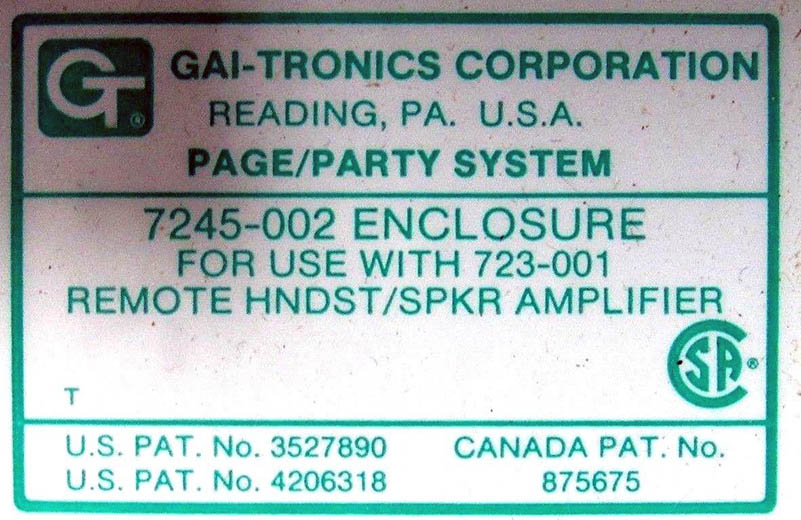 GT®
GAI-TRONICS CORPORATION
READING, PA. U.S.A.
PAGE/PARTY SYSTEM
7245-002 ENCLOSURE
FOR USE WITH 723-001
REMOTE HNDST/SPKR AMPLIFIER
CSA®
T
U.S. PAT. No. 3527890
U.S. PAT. No. 4206318
CANADA PAT. No.
875675